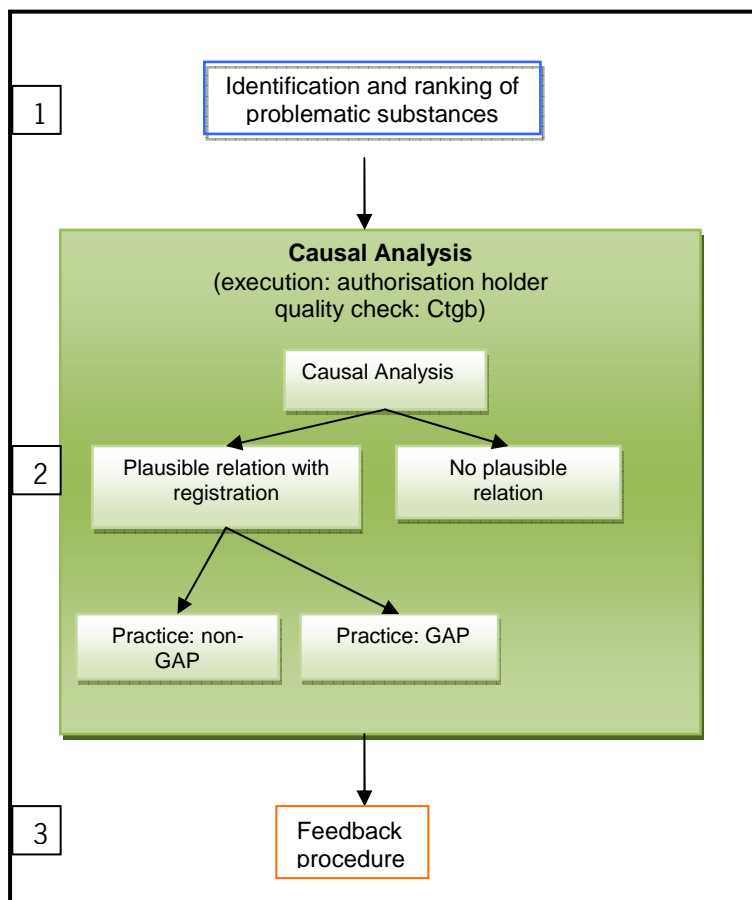 1
Identification and ranking of
problematic substances
Causal Analysis
(execution: authorisation holder
quality check: Ctgb)
Causal Analysis
2
Plausible relation with
registration
No plausible
relation
Practice: non-
GAP
Practice: GAP
3
Feedback
procedure